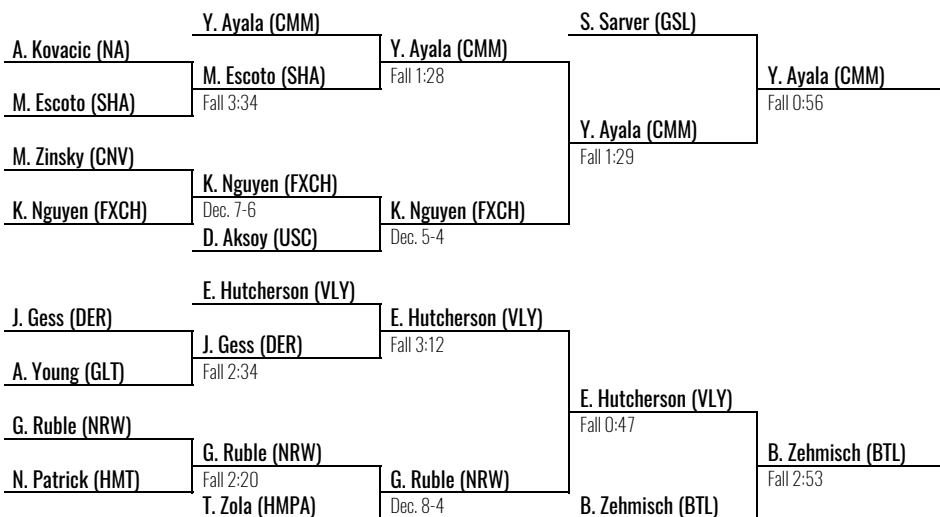 Y. Ayala (CMM)
S. Sarver (GSL)
A. Kovacic (NA)
Y. Ayala (CMM)
M. Escoto (SHA)
Fall 1:28
Y. Ayala (CMM)
M. Escoto (SHA)
Fall 3:34
Fall 0:56
Y. Ayala (CMM)
M. Zinsky (CNV)
Fall 1:29
K. Nguyen (FXCH)
K. Nguyen (FXCH)
Dec. 7-6
K. Nguyen (FXCH)
D. Aksoy (USC)
Dec. 5-4
E. Hutcherson (VLY)
J. Gess (DER)
E. Hutcherson (VLY)
J. Gess (DER)
Fall 3:12
A. Young (GLT)
Fall 2:34
E. Hutcherson (VLY)
G. Ruble (NRW)
Fall 0:47
G. Ruble (NRW)
B. Zehmisch (BTL)
N. Patrick (HMT)
Fall 2:20
G. Ruble (NRW)
Fall 2:53
T. Zola (HMPA)
Dec. 8-4
B. Zehmisch (BTL)